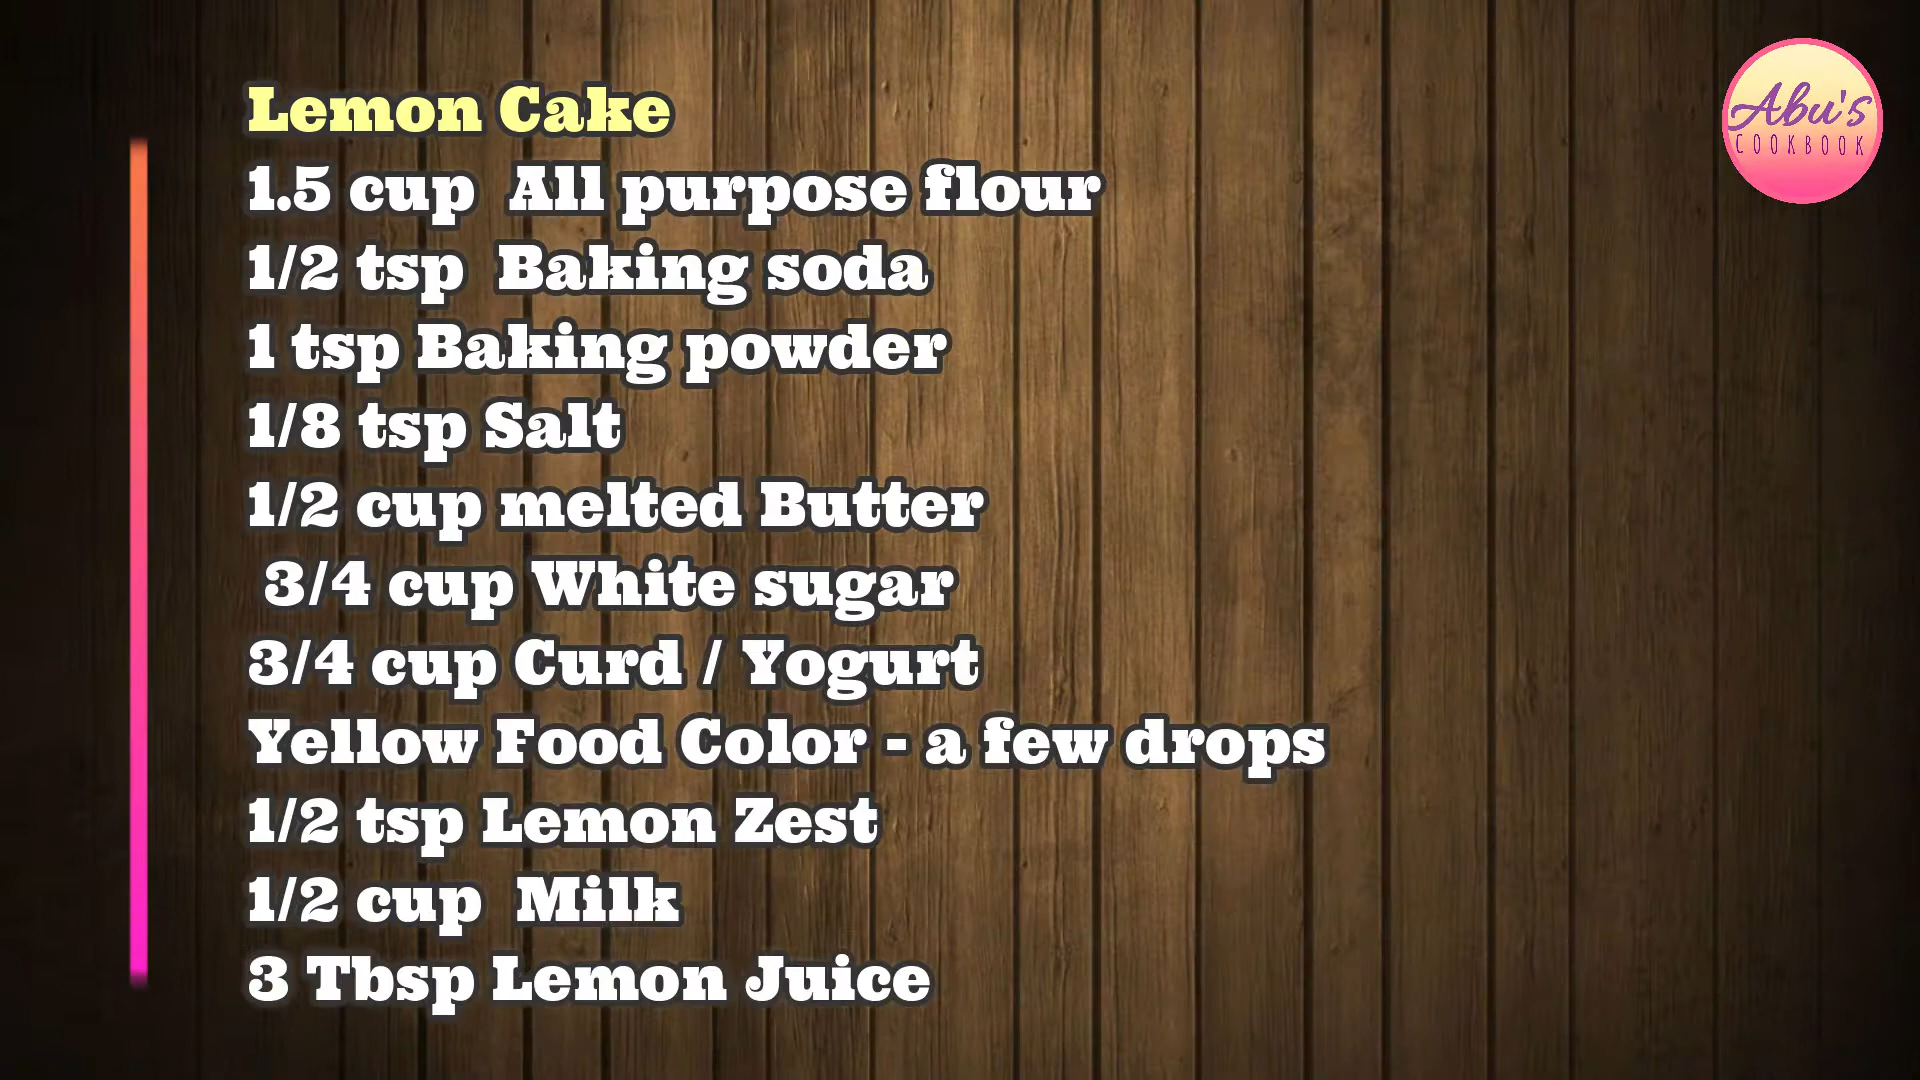 Lemon Cake
1.5 cup  All purpose flour
1/2 tsp  Baking soda
1 tsp Baking powder
1/8 tsp Salt
1/2 cup melted Butter
3/4 cup White sugar
3/4 cup Curd / Yogurt
Yellow Food Color - a few drops
1/2 tsp Lemon Zest
1/2 cup  Milk
3 Tbsp Lemon Juice
Abu's
COOKBOOK